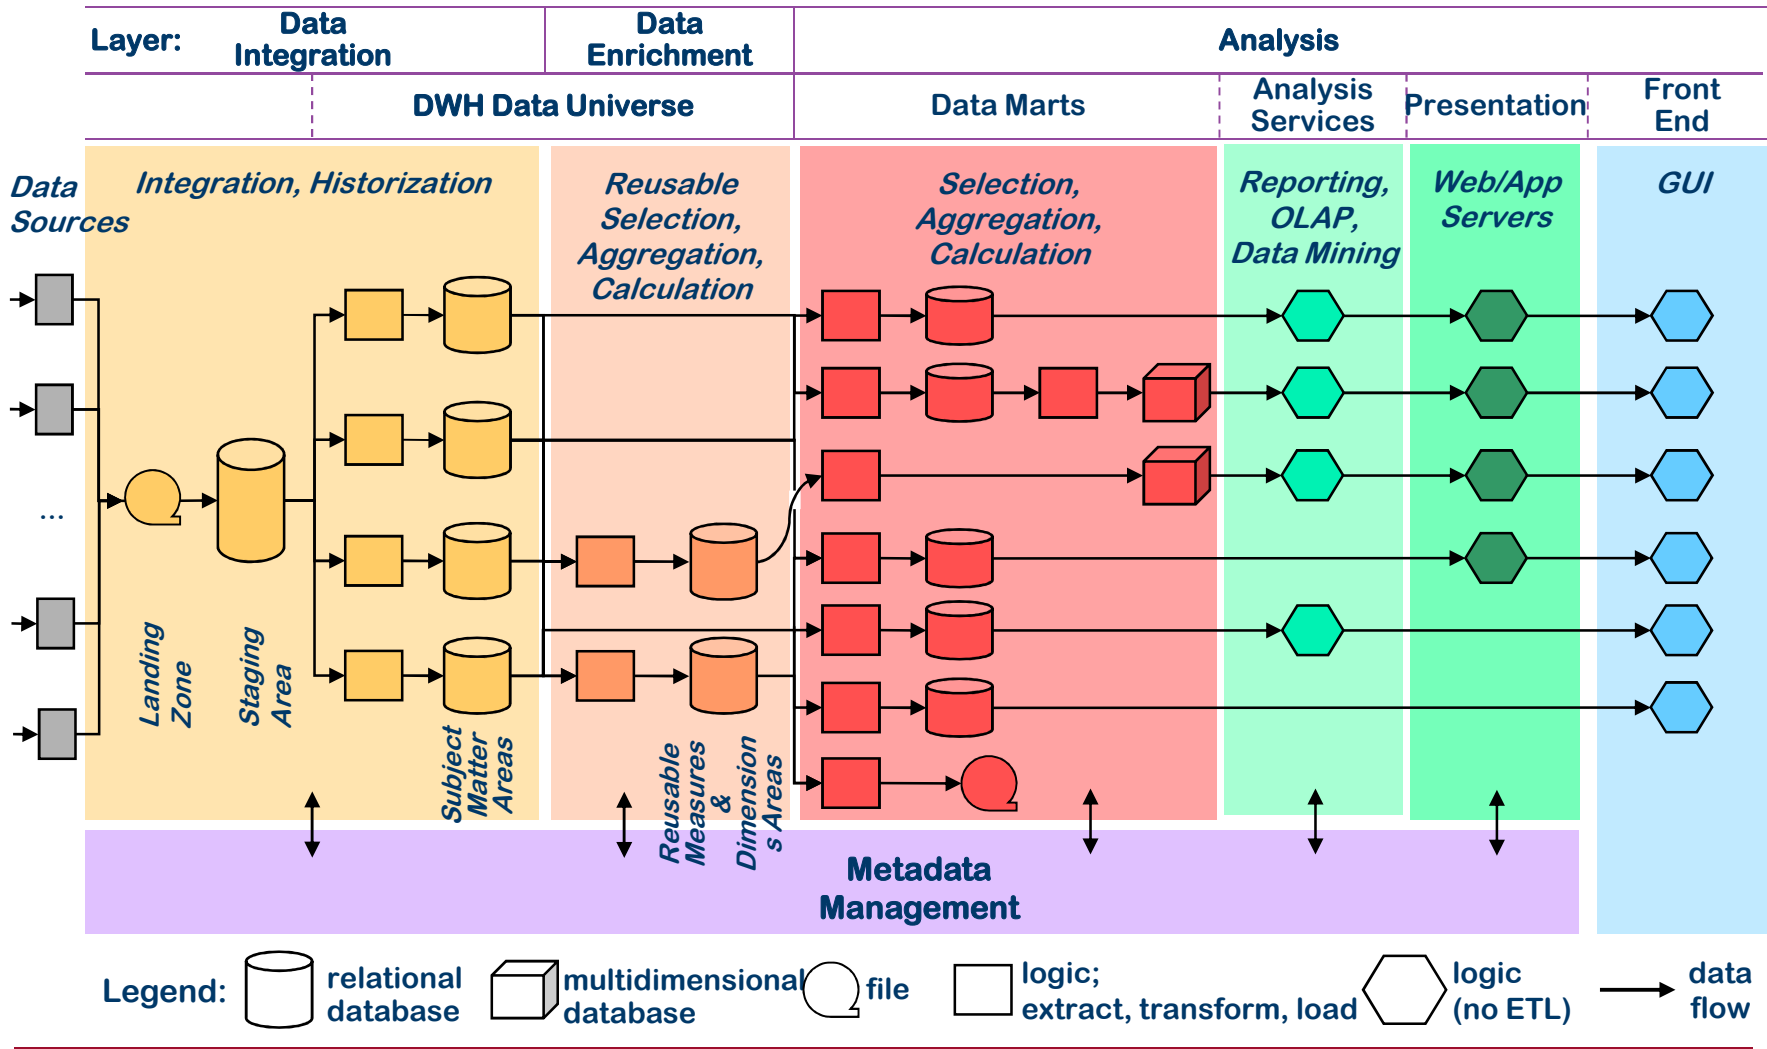 Layer:
Data
Integration
Data
Enrichment
Analysis
DWH Data Universe
Data Marts
Analysis
Services
Presentation
Front
End
Data
Sources
Integration, Historization
Reusable
Selection,
Aggregation,
Calculation
Selection,
Aggregation,
Calculation
Reporting,
OLAP,
Data Mining
Web/App
Servers
GUI
...
Landing
Zone
Staging
Area
Subject
Matter
Areas
Reusable
Measures
&
Dimension
s Areas
Metadata
Management
Legend:
relational
database
multidimensional
database
file
logic;
extract, transform, load
logic
(no ETL)
data
flow